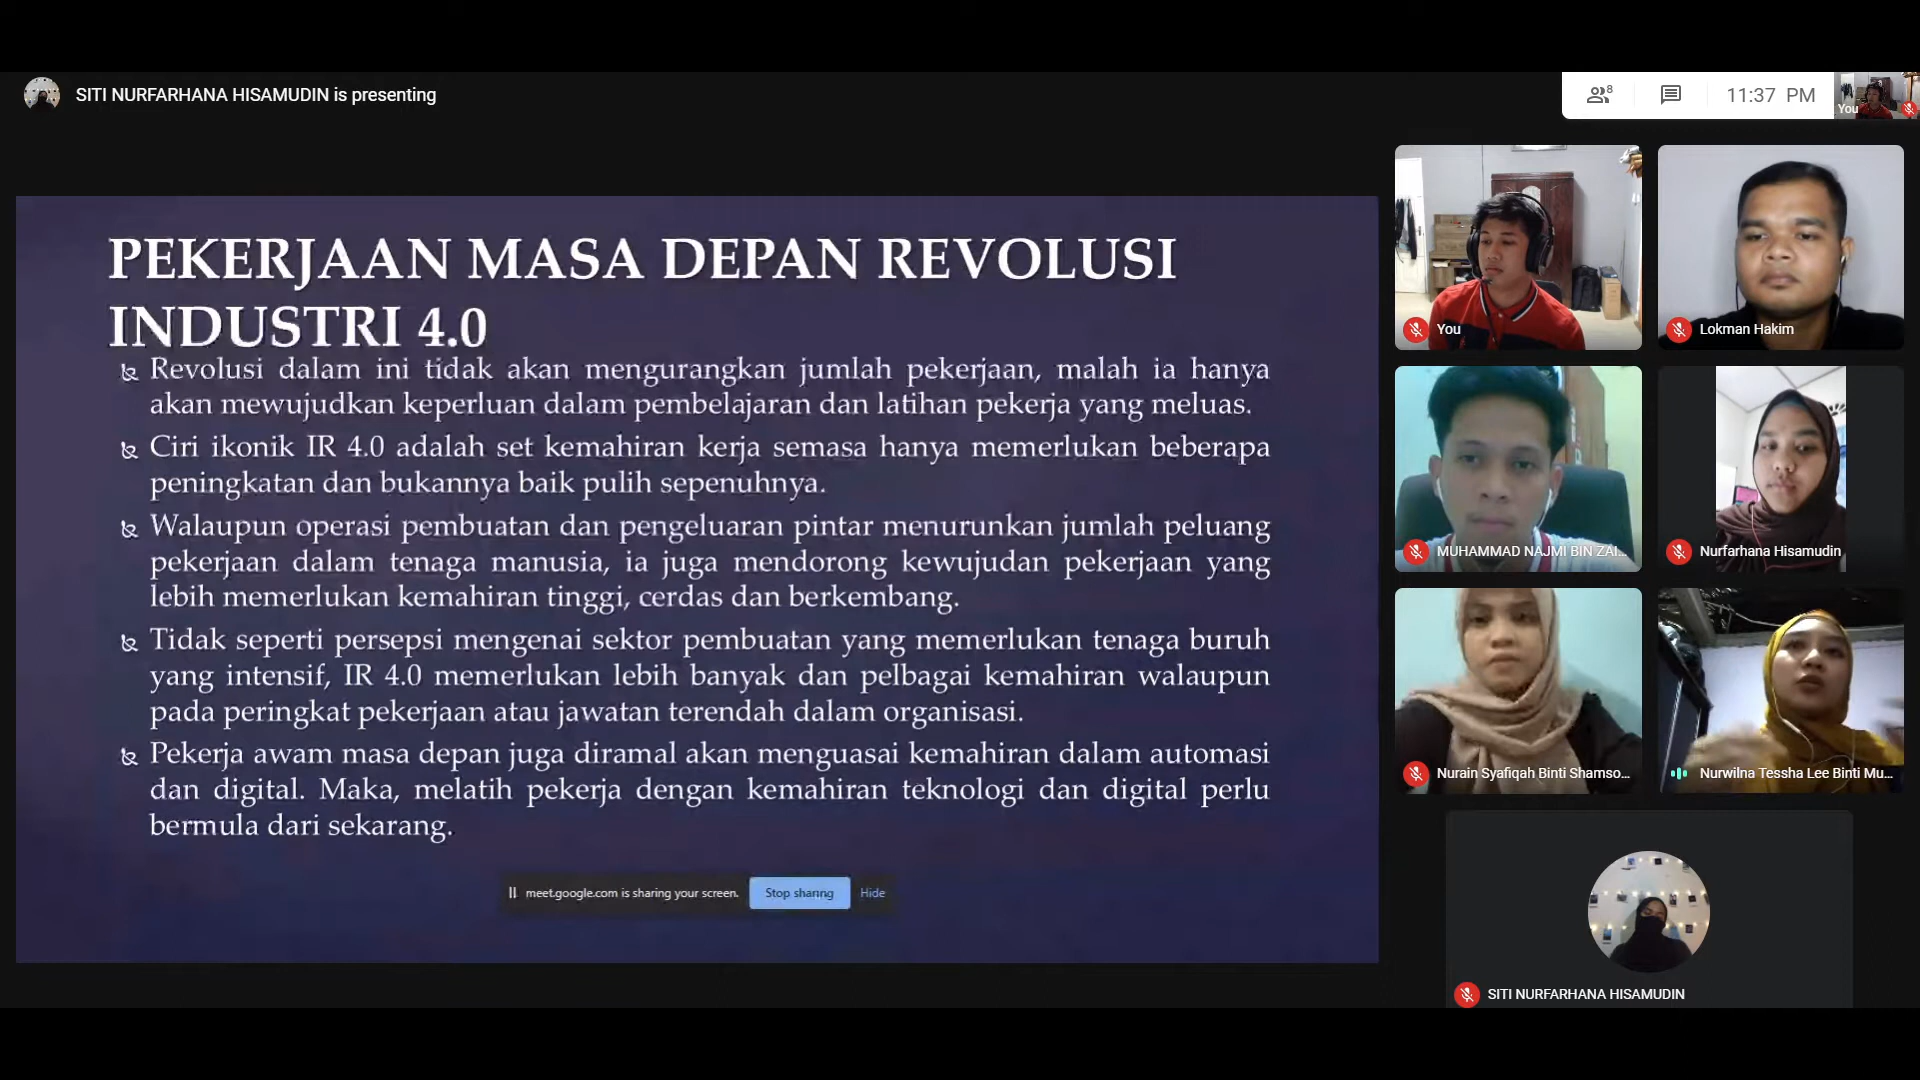 SITI NURFARHANA HISAMUDIN is presenting
8
11:37 PM
You
PEKERJAAN MASA DEPAN REVOLUSI
INDUSTRI 4.0
Revolusi dalam ini tidak akan mengurangkan jumlah pekerjaan, malah ia hanya
akan mewujudkan keperluan dalam pembelajaran dan latihan pekerja yang meluas.
Ciri ikonik IR 4.0 adalah set kemahiran kerja semasa hanya memerlukan beberapa
peningkatan dan bukannya baik pulih sepenuhnya.
Walaupun operasi pembuatan dan pengeluaran pintar menurunkan jumlah peluang
pekerjaan dalam tenaga manusia, ia juga mendorong kewujudan pekerjaan yang
lebih memerlukan kemahiran tinggi, cerdas dan berkembang.
Tidak seperti persepsi mengenai sektor pembuatan yang memerlukan tenaga buruh
yang intensif, IR 4.0 memerlukan lebih banyak dan pelbagai kemahiran walaupun
pada peringkat pekerjaan atau jawatan terendah dalam organisasi.
Pekerja awam masa depan juga diramal akan menguasai kemahiran dalam automasi
dan digital. Maka, melatih pekerja dengan kemahiran teknologi dan digital perlu
bermula dari sekarang.
meet.google.com is sharing your screen.
Stop sharing
Hide
You
Lokman Hakim
MUHAMMAD NAJMI BIN ZAI...
Nurfarhana Hisamudin
Nurain Syafiqah Binti Shamso...
Nurwilna Tessha Lee Binti Mu...
SITI NURFARHANA HISAMUDIN